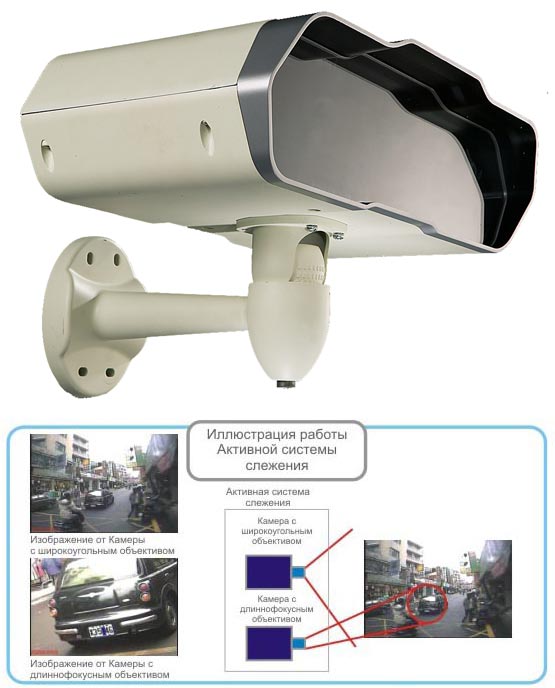 Иллюстрация работы
Активной системы
слежения
Изображение от Камеры
с широкоугольным объективом
Изображение от Камеры с
длиннофокусным объективом
Активная система
слежения
Камера с
широкоугольным
объективом
Камера с
длиннофокусным
объективом